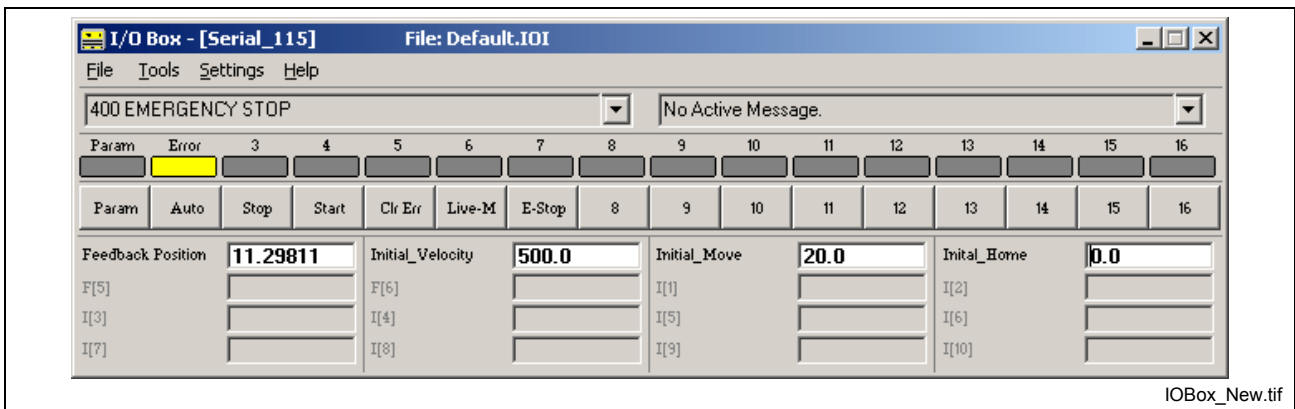 I/O Box - [Serial_115] File: Default.IOI
File Tools Settings Help
400 EMERGENCY STOP No Active Message.
Param Error 3 4 5 6 7 8 9 10 11 12 13 14 15 16
Param Auto Stop Start Clr Err Live-M E-Stop 8 9 10 11 12 13 14 15 16
Feedback Position 11.29811 Initial_Velocity 500.0 Initial_Move 20.0 Inital_Home 0.0
F[5] F[6] I[1] I[2]
I[3] I[4] I[5] I[6]
I[7] I[8] I[9] I[10]
IOBox_New.tif